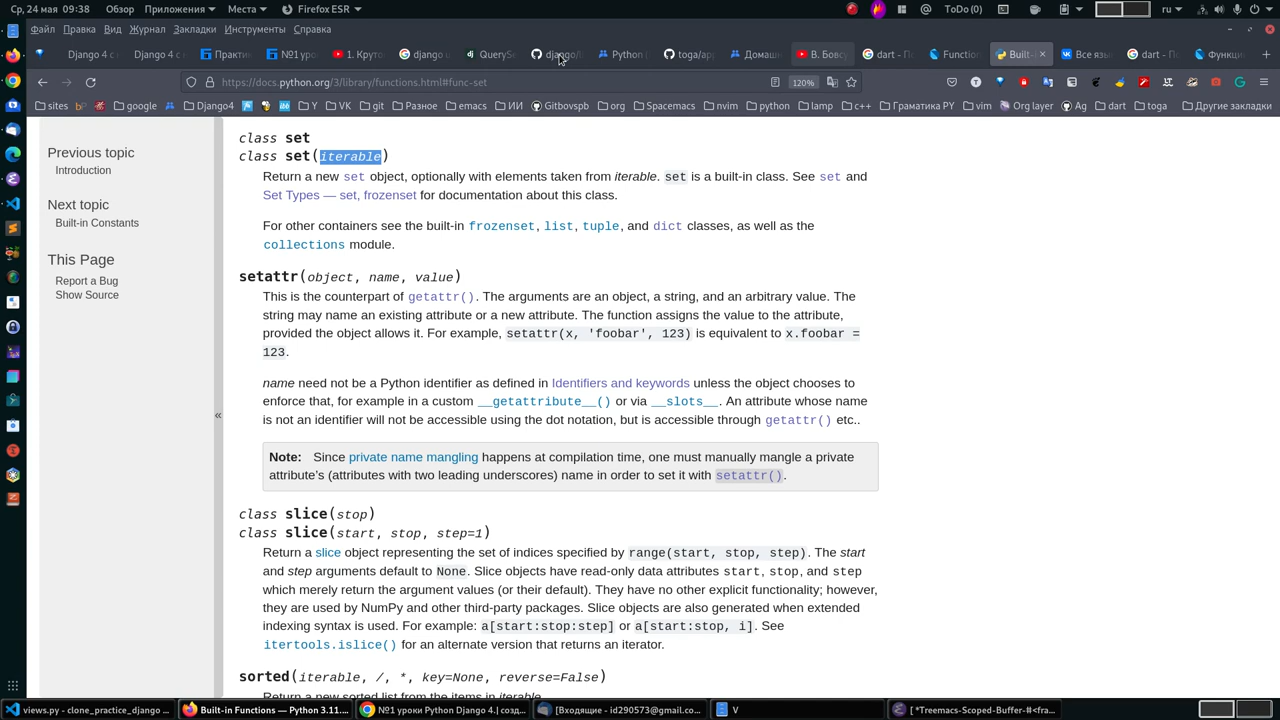 Ср, 24 мая  09:38  Обзор  Приложения  Места  Firefox ESR  ToDo(0)  ru
Файл  Правка  Вид  Журнал  Закладки  Инструменты  Справка
Django 4 с  Django 4 с  Практик  №1 урок  1. Круто  django  QuerySe  django/  Python  toga/ap  Домашн  В. Бовсу  dart - По  Function  Built-  Все язы  dart - По  Функци
https://docs.python.org/3/library/functions.html#func-set  120%
sites  bP  google  Django4  Y  VK  git  Разное  emacs  ИИ  Gitbovspb  org  Spacemacs  nvim  python  lamp  c++  Граматика РУ  vim  Org layer  Ag  dart  toga  Другие закладки
Previous topic
Introduction
Next topic
Built-in Constants
This Page
Report a Bug
Show Source
«
class set
class set(iterable)
Return a new set object, optionally with elements taken from iterable. set is a built-in class. See set and
Set Types — set, frozenset for documentation about this class.
For other containers see the built-in frozenset, list, tuple, and dict classes, as well as the
collections module.
setattr(object, name, value)
This is the counterpart of getattr(). The arguments are an object, a string, and an arbitrary value. The
string may name an existing attribute or a new attribute. The function assigns the value to the attribute,
provided the object allows it. For example, setattr(x, 'foobar', 123) is equivalent to x.foobar =
123.
name need not be a Python identifier as defined in Identifiers and keywords unless the object chooses to
enforce that, for example in a custom __getattribute__() or via __slots__. An attribute whose name
is not an identifier will not be accessible using the dot notation, but is accessible through getattr() etc..
Note: Since private name mangling happens at compilation time, one must manually mangle a private
attribute's (attributes with two leading underscores) name in order to set it with setattr().
class slice(stop)
class slice(start, stop, step=1)
Return a slice object representing the set of indices specified by range(start, stop, step). The start
and step arguments default to None. Slice objects have read-only data attributes start, stop, and step
which merely return the argument values (or their default). They have no other explicit functionality; however,
they are used by NumPy and other third-party packages. Slice objects are also generated when extended
indexing syntax is used. For example: a[start:stop:step] or a[start:stop, i]. See
itertools.islice() for an alternate version that returns an iterator.
sorted(iterable, /, *, key=None, reverse=False)
Return a new sorted list from the items in iterable.
views.py - clone_practice_django ...  Built-in Functions — Python 3.11....  №1 уроки Python Django 4.| созд...  [Входящие - id290573@gmail.co...  V  [ *Treemacs-Scoped-Buffer-#<fra...